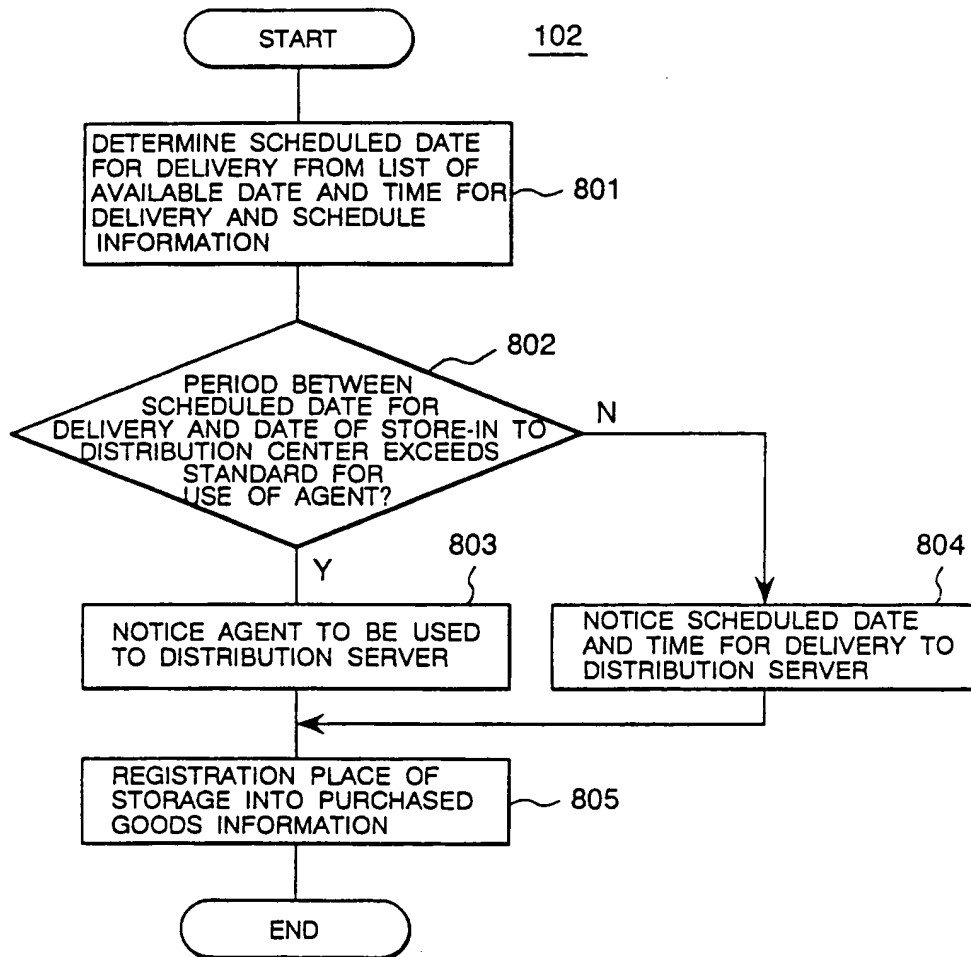 START
102
DETERMINE SCHEDULED DATE
FOR DELIVERY FROM LIST OF
AVAILABLE DATE AND TIME FOR
DELIVERY AND SCHEDULE
INFORMATION
801
802
PERIOD BETWEEN
SCHEDULED DATE FOR
DELIVERY AND DATE OF STORE-IN TO
DISTRIBUTION CENTER EXCEEDS
STANDARD FOR
USE OF AGENT?
N
Y
803
NOTICE AGENT TO BE USED
TO DISTRIBUTION SERVER
804
NOTICE SCHEDULED DATE
AND TIME FOR DELIVERY TO
DISTRIBUTION SERVER
REGISTRATION PLACE OF
STORAGE INTO PURCHASED
GOODS INFORMATION
805
END